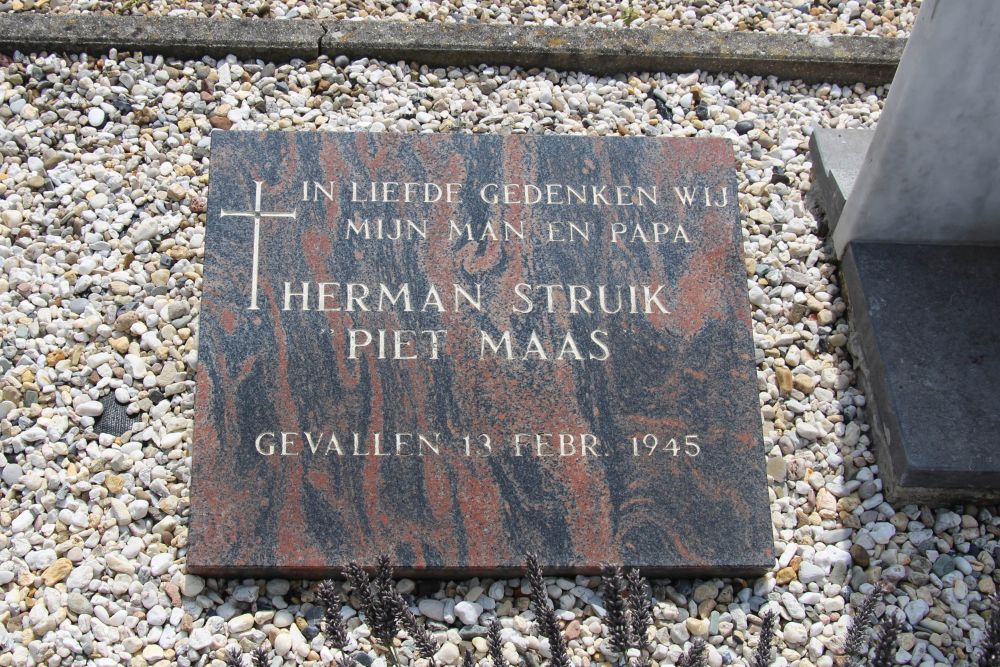 IN LIEFDE GEDENKEN WIJ
MIJN MAN EN PAPA
HERMAN STRUIK
PIET MAAS
GEVALLEN 13 FEBR. 1945